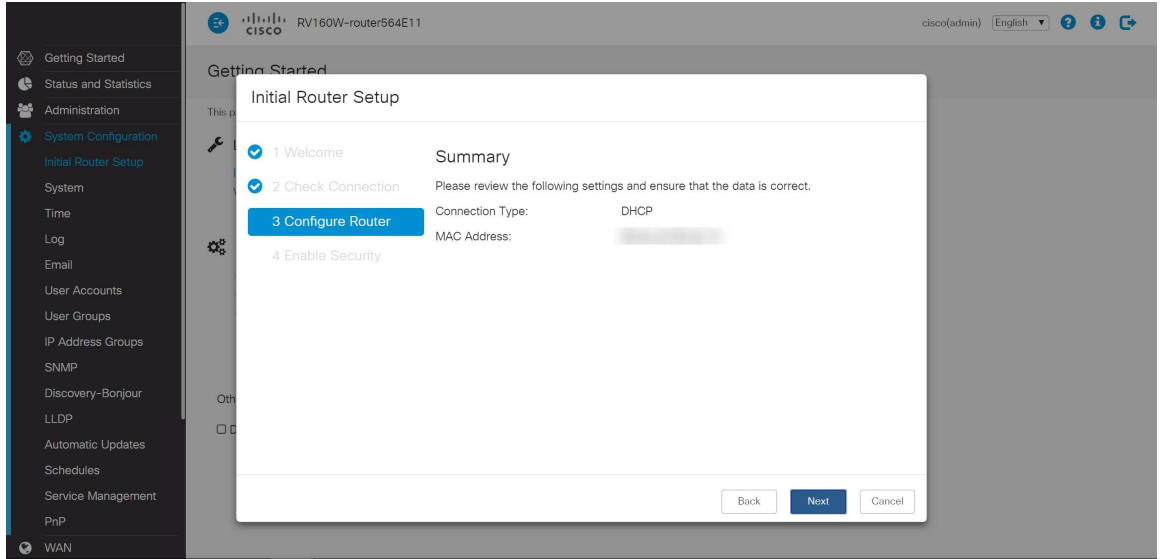 CISCO RV160W-router564E11 cisco(admin) English
Getting Started
Status and Statistics
Administration
System Configuration
Initial Router Setup
System
Time
Log
Email
User Accounts
User Groups
IP Address Groups
SNMP
Discovery-Bonjour
LLDP
Automatic Updates
Schedules
Service Management
PnP
WAN
Getting Started
This p
Oth
Initial Router Setup
1 Welcome
2 Check Connection
3 Configure Router
4 Enable Security
Summary
Please review the following settings and ensure that the data is correct.
Connection Type: DHCP
MAC Address:
Back Next Cancel